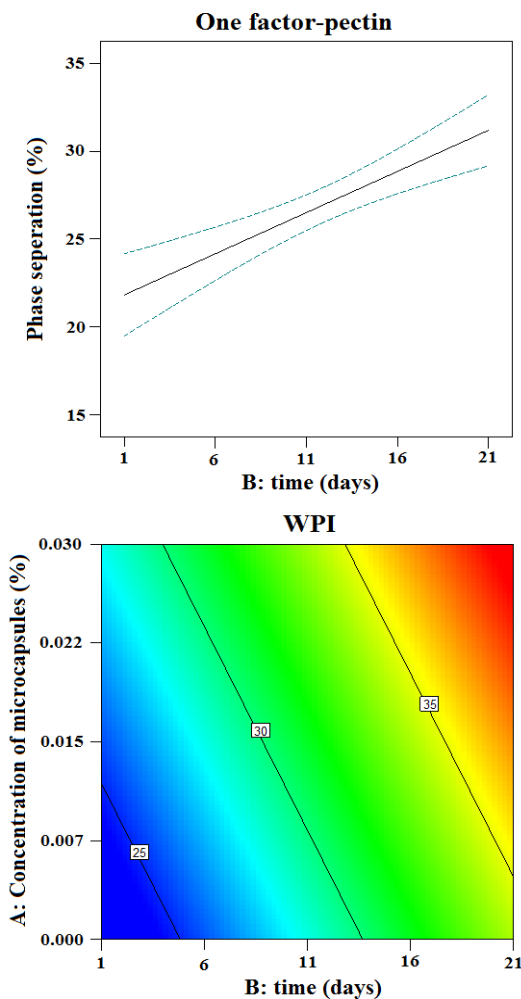 One factor-pectin
35
30
25
20
15
Phase seperation (%)
1 6 11 16 21
B: time (days)
WPI
0.030
0.022
0.015
0.007
0.000
A: Concentration of microcapsules (%)
35
30
25
1 6 11 16 21
B: time (days)